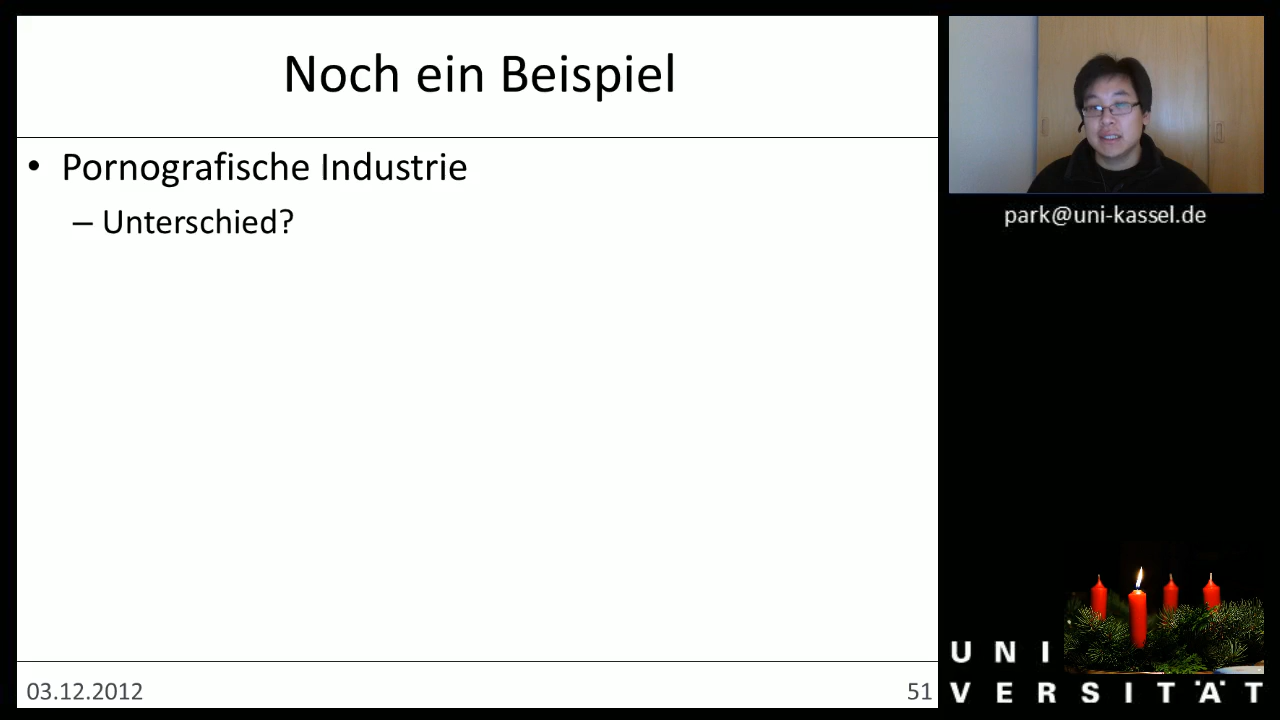 Noch ein Beispiel
• Pornografische Industrie
– Unterschied?
03.12.2012
51
park@uni-kassel.de
UNI
VERSITÄT